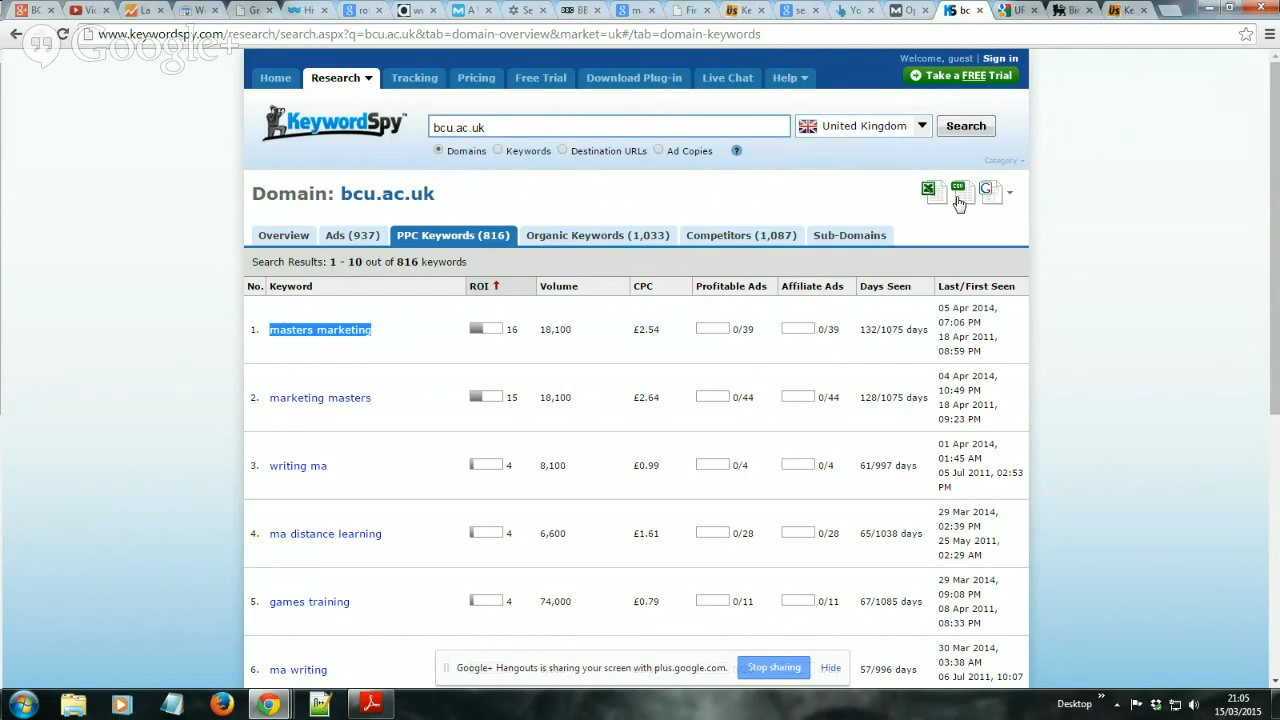 www.keywordspy.com/research/search.aspx?q=bcu.ac.uk&tab=domain-overview&market=uk#/tab=domain-keywords
Google+
Welcome, guest | Sign in
Home
Research
Tracking
Pricing
Free Trial
Download Plug-in
Live Chat
Help
Take a FREE Trial
KeywordSpy™
bcu.ac.uk
United Kingdom
Search
Domains
Keywords
Destination URLs
Ad Copies
?
Category
Domain: bcu.ac.uk
Overview
Ads (937)
PPC Keywords (816)
Organic Keywords (1,033)
Competitors (1,087)
Sub-Domains
Search Results: 1 - 10 out of 816 keywords
No. Keyword ROI Volume CPC Profitable Ads Affiliate Ads Days Seen Last/First Seen
1. masters marketing 16 18,100 £2.54 0/39 0/39 132/1075 days
05 Apr 2014,
07:06 PM
18 Apr 2011,
08:59 PM
2. marketing masters 15 18,100 £2.64 0/44 0/44 128/1075 days
04 Apr 2014,
10:49 PM
18 Apr 2011,
09:23 PM
3. writing ma 4 8,100 £0.99 0/4 0/4 61/997 days
01 Apr 2014,
01:45 AM
05 Jul 2011, 02:53
PM
4. ma distance learning 4 6,600 £1.61 0/28 0/28 65/1038 days
29 Mar 2014,
02:39 PM
25 May 2011,
02:29 AM
5. games training 4 74,000 £0.79 0/11 0/11 67/1085 days
29 Mar 2014,
09:08 PM
08 Apr 2011,
08:33 PM
6. ma writing 57/996 days
30 Mar 2014,
03:38 AM
06 Jul 2011, 10:07
Google+ Hangouts is sharing your screen with plus.google.com.
Stop sharing
Hide
Desktop
21:05
15/03/2015